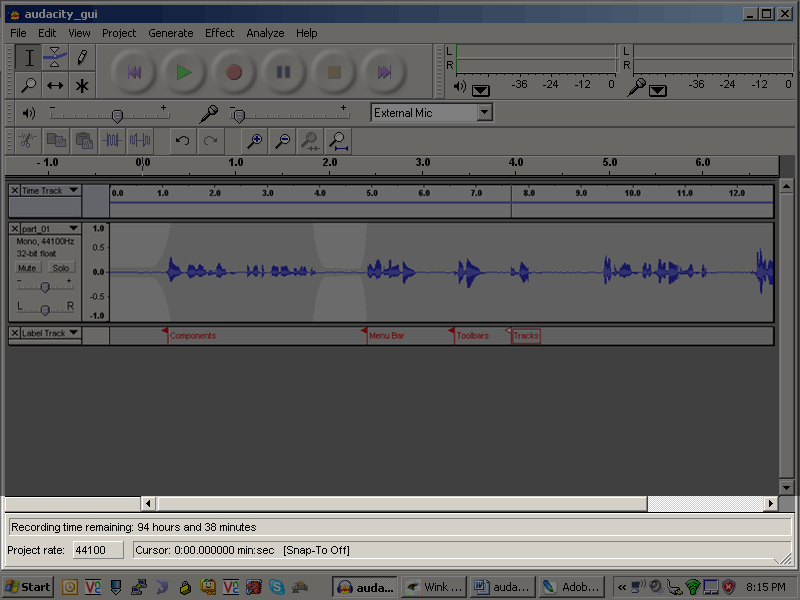 audacity_gui
File Edit View Project Generate Effect Analyze Help
L R
-36 -24 -12 0
L R
-36 -24 -12 0
- + - +
External Mic
-1.0 0.0 1.0 2.0 3.0 4.0 5.0 6.0
Time Track
0.0 1.0 2.0 3.0 4.0 5.0 6.0 7.0 8.0 9.0 10.0 11.0 12.0
part_01
Mono, 44100Hz
32-bit float
Mute Solo
- +
L R
1.0
0.5
0.0
-0.5
-1.0
Label Track
Components Menu Bar Toolbars Tracks
Recording time remaining: 94 hours and 38 minutes
Project rate: 44100 Cursor: 0:00.000000 min:sec [Snap-To Off]
Start auda... Wink ... auda... Adob... « 8:15 PM